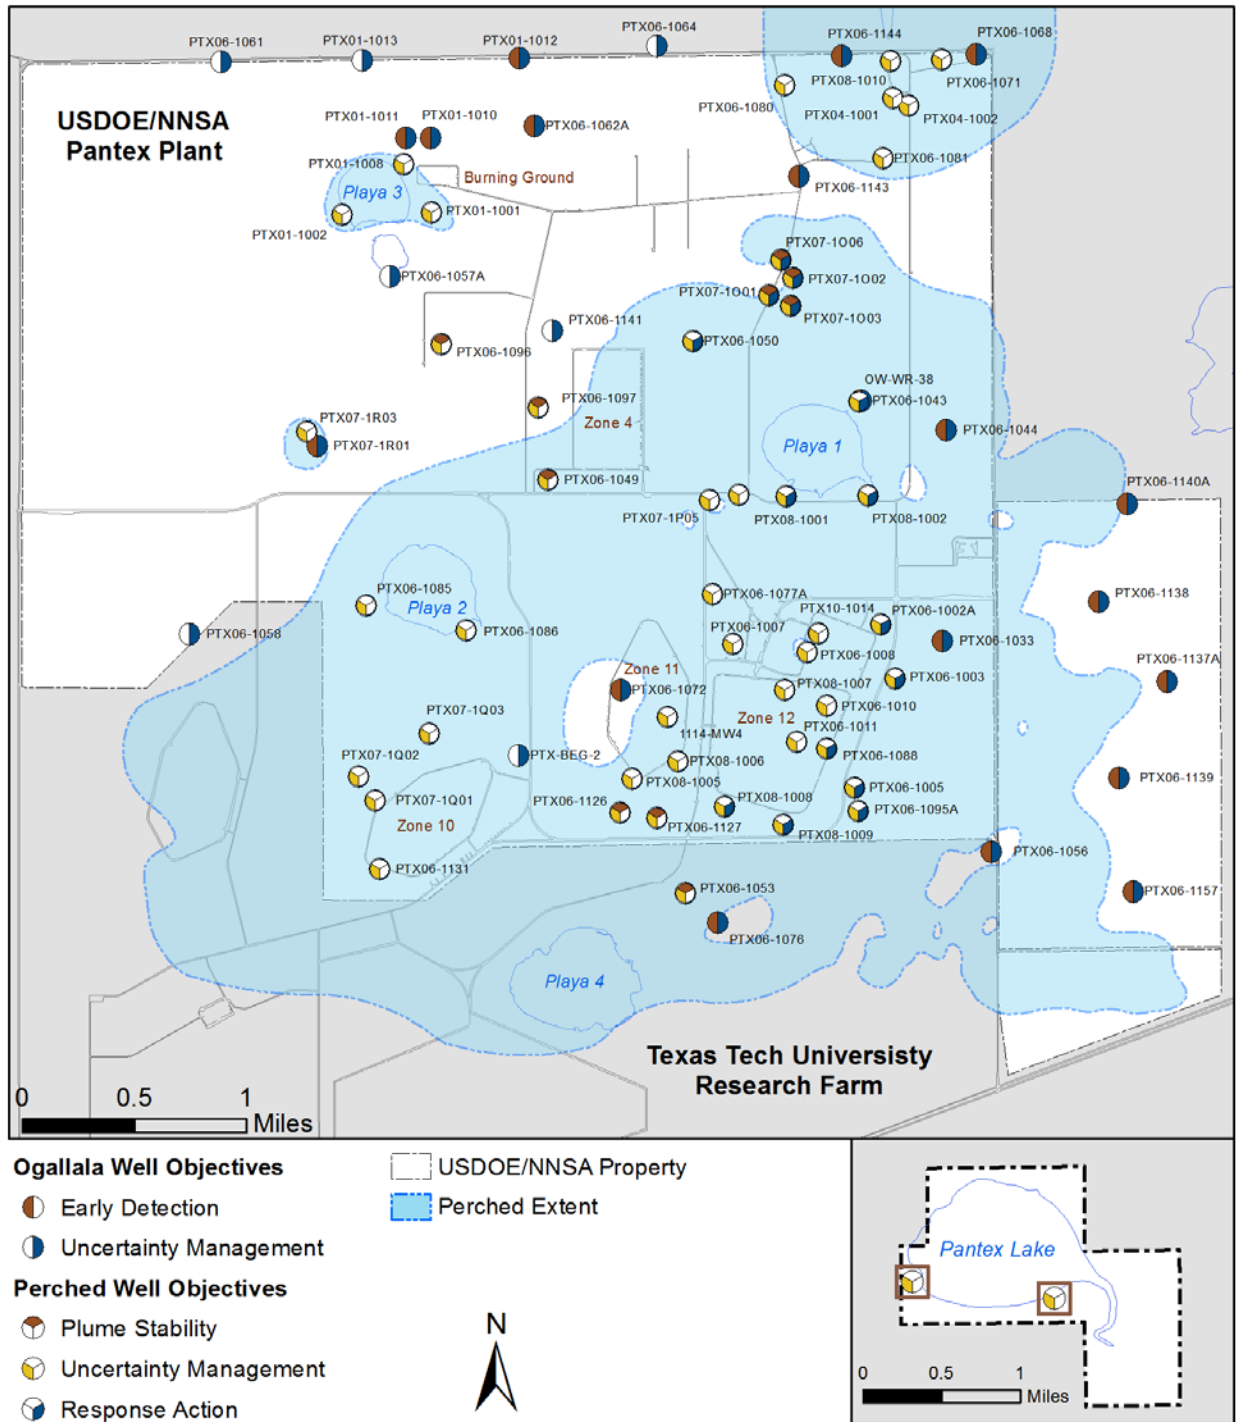 PTX06-1064
PTX06-1061
PTX01-1013
PTX01-1012
PTX06-1144
PTX06-1068
PTX08-1010
PTX06-1071
PTX06-1080
PTX04-1001
PTX04-1002
USDOE/NNSA
Pantex Plant
PTX01-1011
PTX01-1010
PTX06-1062A
PTX06-1081
PTX01-1008
Burning Ground
PTX06-1143
Playa 3
PTX01-1001
PTX01-1002
PTX07-1O06
PTX06-1057A
PTX07-1O02
PTX07-1O01
PTX07-1O03
PTX06-1141
PTX06-1050
PTX06-1096
OW-WR-38
PTX06-1097
PTX06-1043
PTX07-1R03
Zone 4
PTX06-1044
PTX07-1R01
Playa 1
PTX06-1049
PTX06-1140A
PTX07-1P05
PTX08-1001
PTX08-1002
PTX06-1085
PTX06-1077A
PTX06-1138
Playa 2
PTX10-1014
PTX06-1002A
PTX06-1058
PTX06-1086
PTX06-1007
PTX06-1033
PTX06-1008
PTX06-1137A
Zone 11
PTX06-1003
PTX06-1072
PTX08-1007
PTX06-1010
PTX07-1Q03
Zone 12
PTX06-1011
1114-MW4
PTX07-1Q02
PTX-BEG-2
PTX08-1006
PTX06-1088
PTX08-1005
PTX06-1139
PTX06-1005
PTX07-1Q01
PTX06-1126
PTX08-1008
PTX06-1095A
Zone 10
PTX06-1127
PTX08-1009
PTX06-1056
PTX06-1131
PTX06-1053
PTX06-1157
PTX06-1076
Playa 4
Texas Tech Universisty
Research Farm
0 0.5 1
Miles
Ogallala Well Objectives
Early Detection
Uncertainty Management
Perched Well Objectives
Plume Stability
Uncertainty Management
Response Action
USDOE/NNSA Property
Perched Extent
N
Pantex Lake
0 0.5 1
Miles